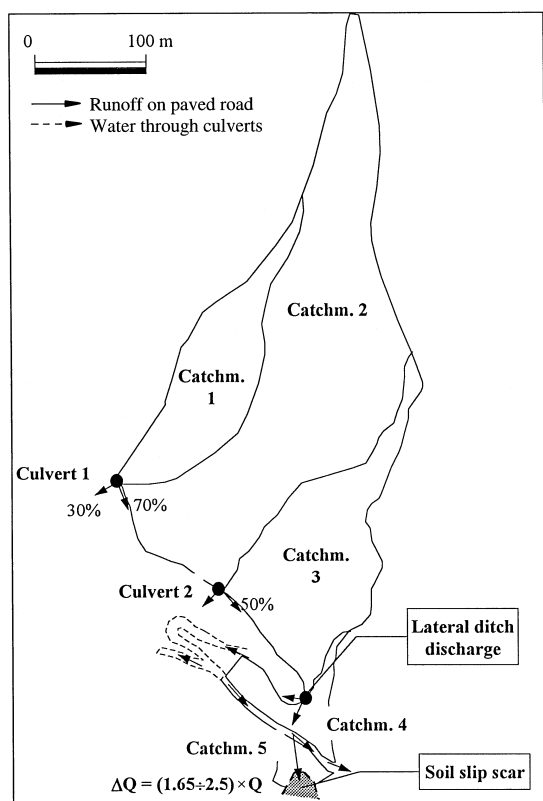 0 100 m
Runoff on paved road
Water through culverts
Catchm. 2
Catchm.
1
Culvert 1
30% 70%
Catchm.
3
Culvert 2
50%
Lateral ditch
discharge
Catchm. 4
Catchm. 5
Soil slip scar
ΔQ = (1.65÷2.5) × Q